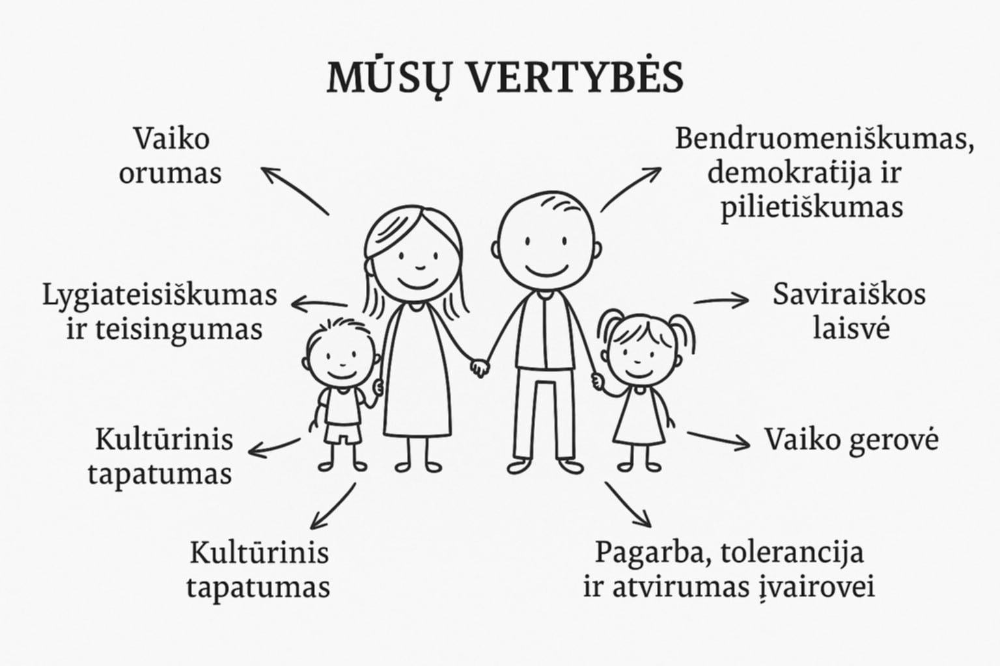 MŪSŲ VERTYBĖS
Vaiko
orumas
Bendruomeniškumas,
demokratija ir
pilietiškumas
Lygiateisiškumas
ir teisingumas
Saviraiškos
laisvė
Kultūrinis
tapatumas
Vaiko gerovė
Kultūrinis
tapatumas
Pagarba, tolerancija
ir atvirumas įvairovei